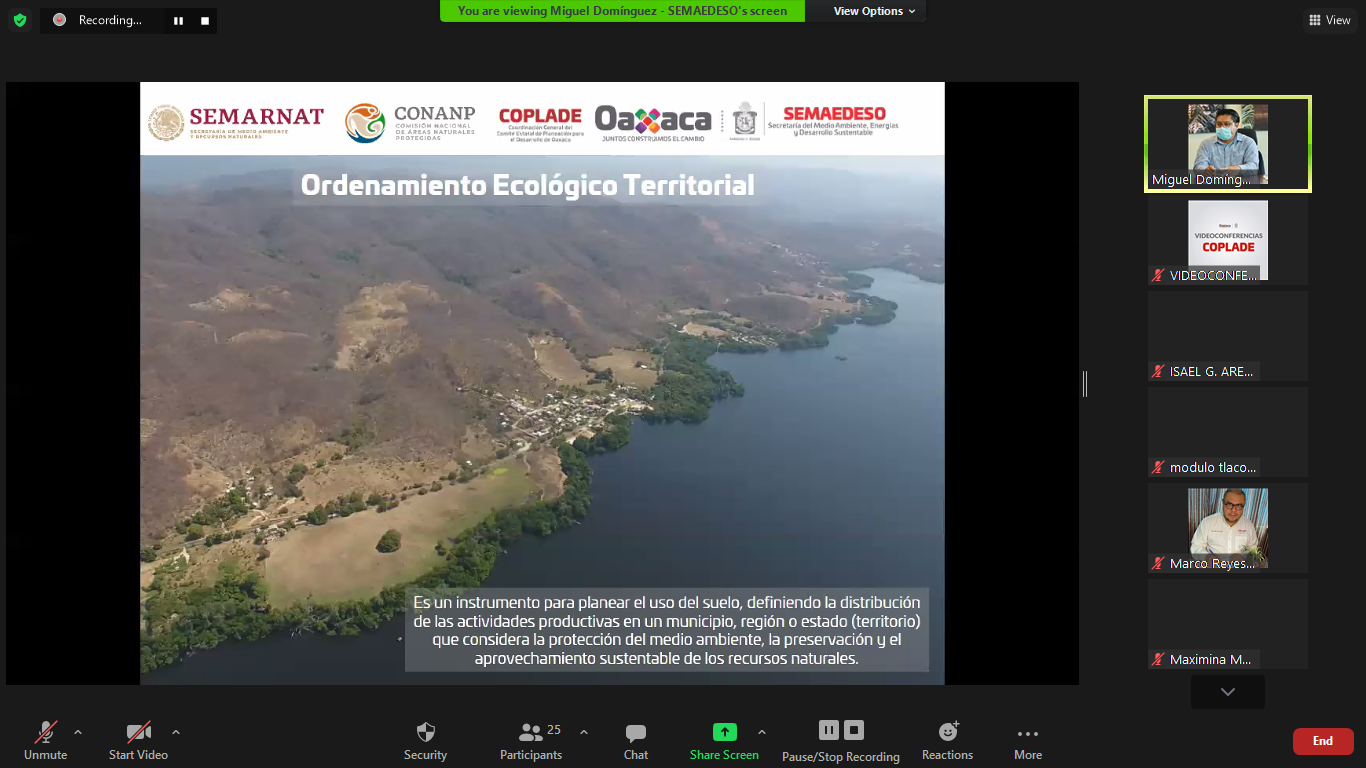 Recording...
You are viewing Miguel Domínguez - SEMAEDESO's screen
View Options
View
SEMARNAT
SECRETARÍA DE MEDIO AMBIENTE
Y RECURSOS NATURALES
CONANP
COMISIÓN NACIONAL
DE ÁREAS NATURALES
PROTEGIDAS
COPLADE
Coordinación General del
Comité Estatal de Planeación para
el Desarrollo de Oaxaca
Oaxaca
JUNTOS CONSTRUIMOS EL CAMBIO
SEMAEDESO
Secretaría del Medio Ambiente, Energías
y Desarrollo Sustentable
Ordenamiento Ecológico Territorial
Es un instrumento para planear el uso del suelo, definiendo la distribución
de las actividades productivas en un municipio, región o estado (territorio)
que considera la protección del medio ambiente, la preservación y el
aprovechamiento sustentable de los recursos naturales.
Miguel Domíng...
VIDEOCONFERENCIAS
COPLADE
VIDEOCONFE...
ISAEL G. ARE...
modulo tlaco...
Marco Reyes...
Maximina M...
Unmute
Start Video
Security
Participants
25
Chat
Share Screen
Pause/Stop Recording
Reactions
More
End